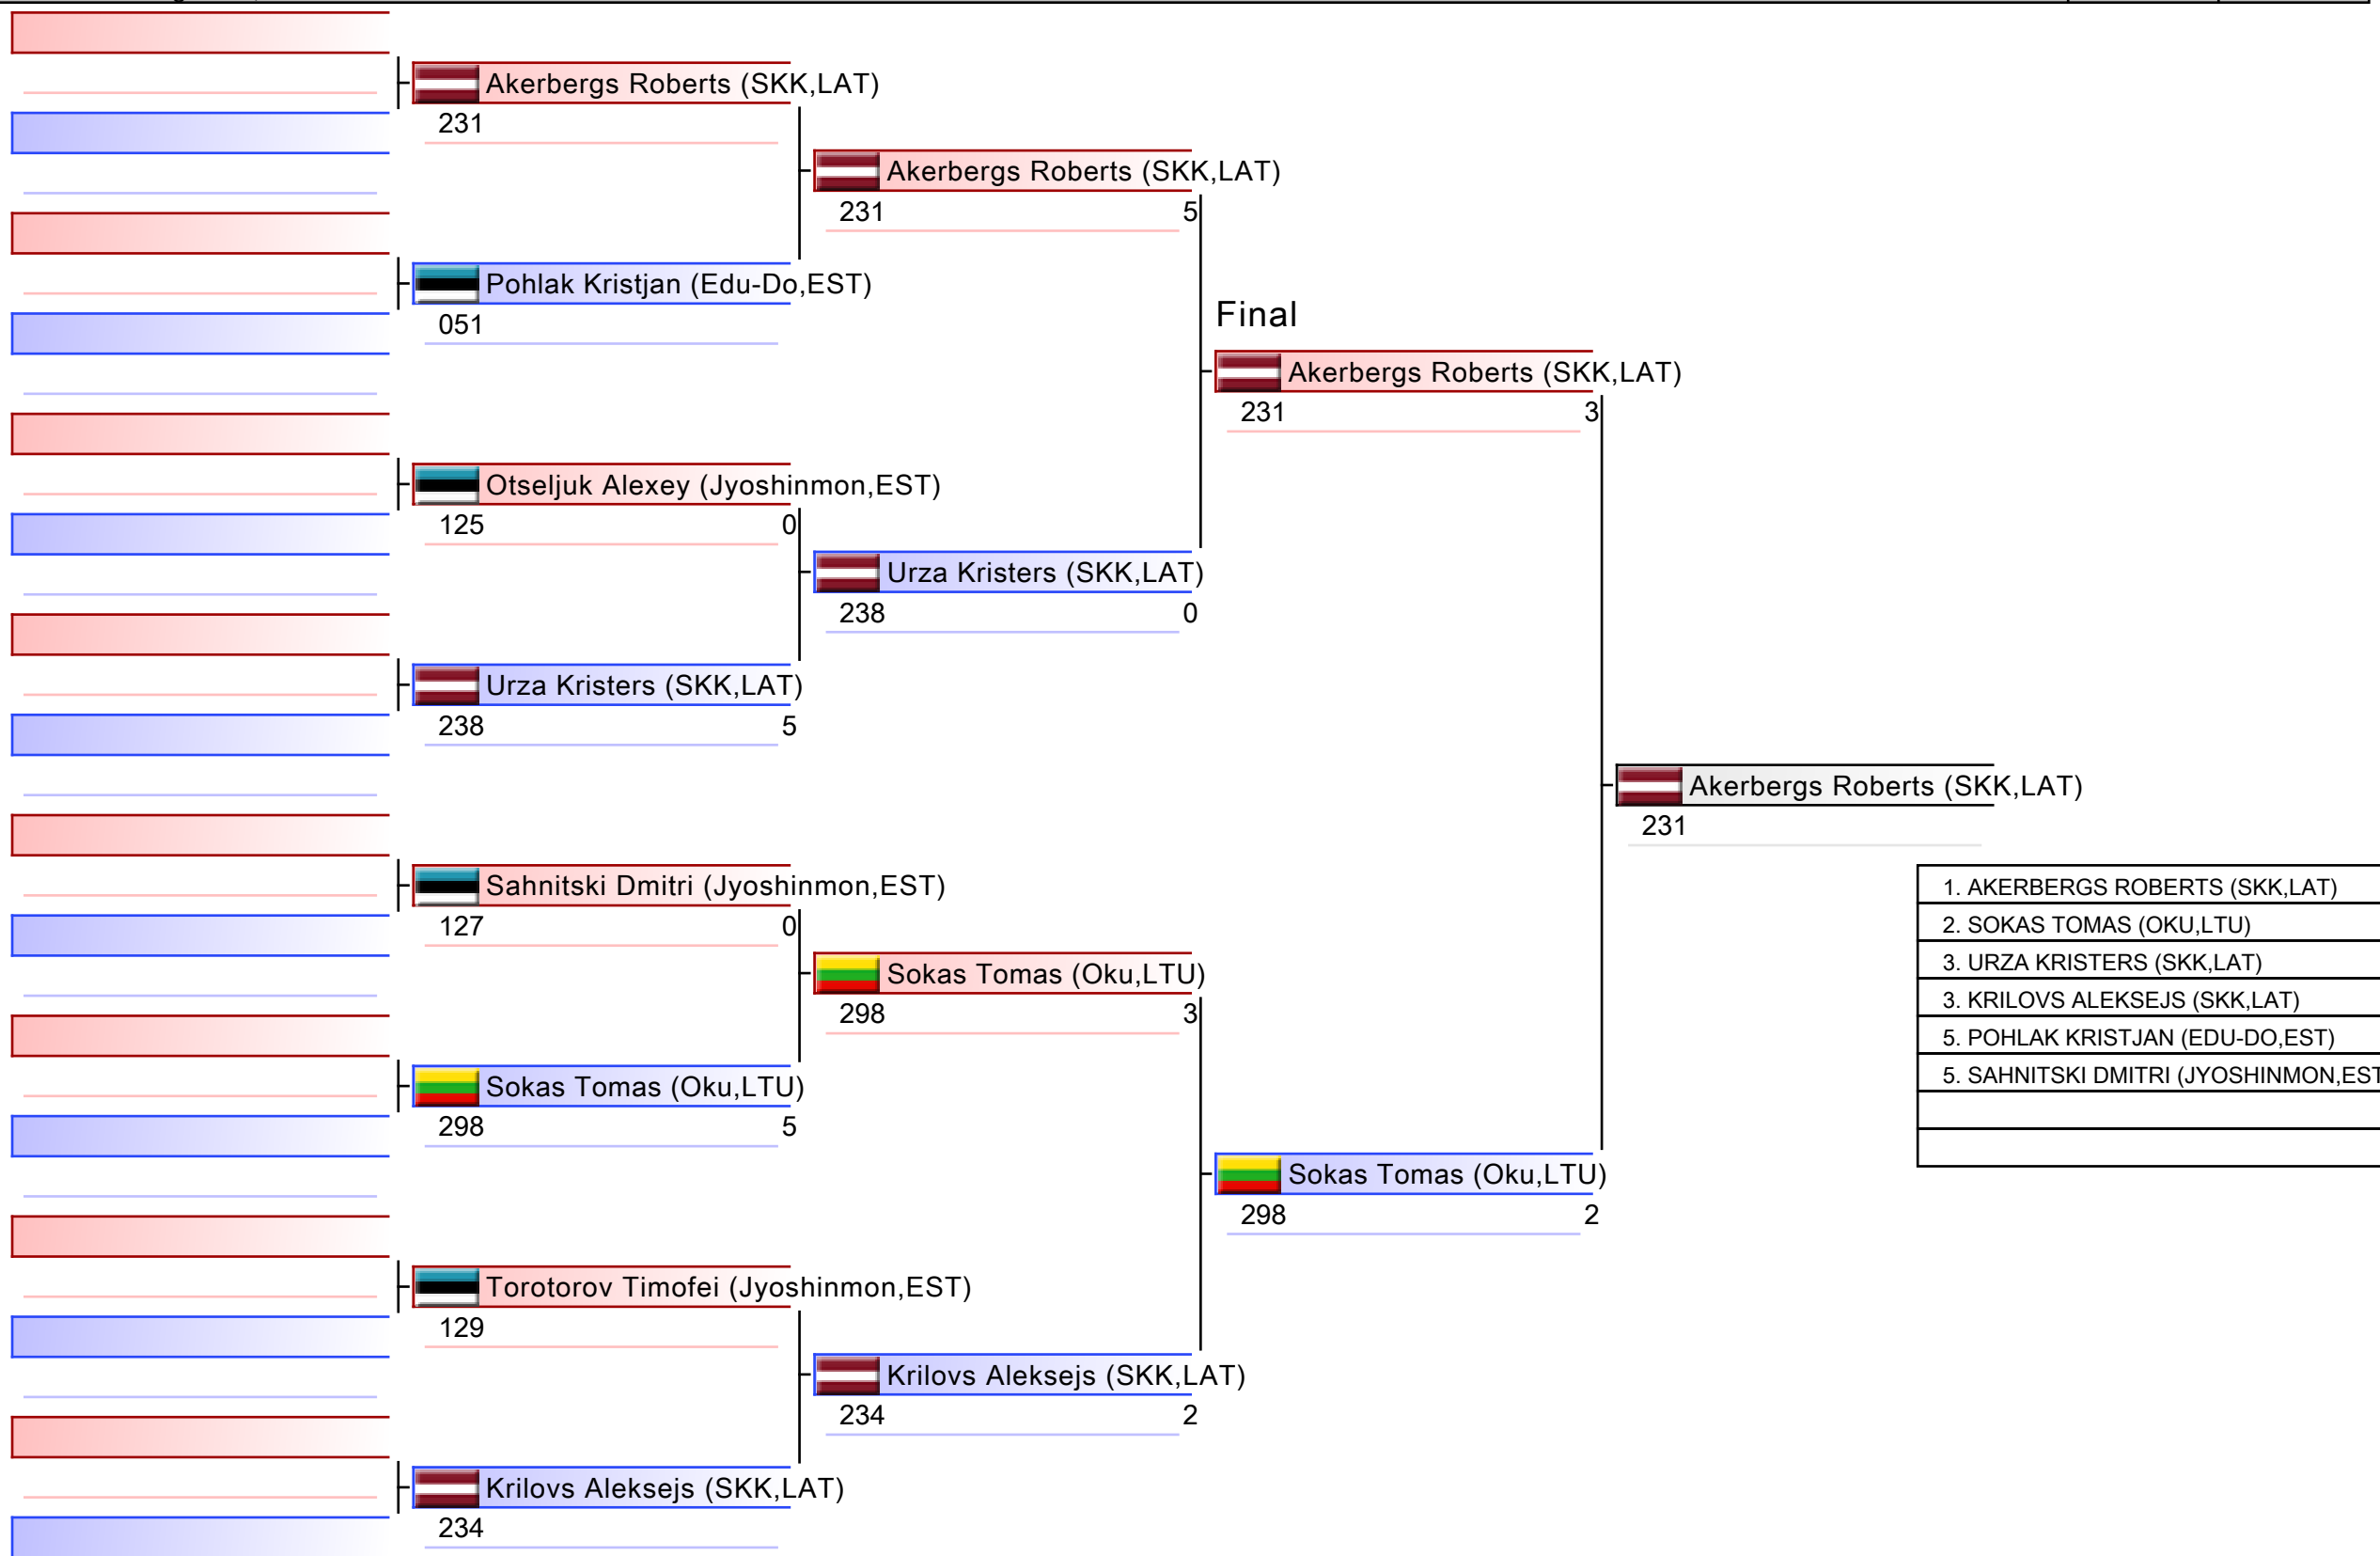 Akerbergs Roberts (SKK,LAT)
231
Akerbergs Roberts (SKK,LAT)
231 5
Pohlak Kristjan (Edu-Do,EST)
051
Final
Akerbergs Roberts (SKK,LAT)
231 3
Otseljuk Alexey (Jyoshinmon,EST)
125 0
Urza Kristers (SKK,LAT)
238 0
Urza Kristers (SKK,LAT)
238 5
Akerbergs Roberts (SKK,LAT)
231
Sahnitski Dmitri (Jyoshinmon,EST)
127 0
Sokas Tomas (Oku,LTU)
298 3
Sokas Tomas (Oku,LTU)
298 5
Sokas Tomas (Oku,LTU)
298 2
Torotorov Timofei (Jyoshinmon,EST)
129
Krilovs Aleksejs (SKK,LAT)
234 2
Krilovs Aleksejs (SKK,LAT)
234
1. AKERBERGS ROBERTS (SKK,LAT)
2. SOKAS TOMAS (OKU,LTU)
3. URZA KRISTERS (SKK,LAT)
3. KRILOVS ALEKSEJS (SKK,LAT)
5. POHLAK KRISTJAN (EDU-DO,EST)
5. SAHNITSKI DMITRI (JYOSHINMON,EST